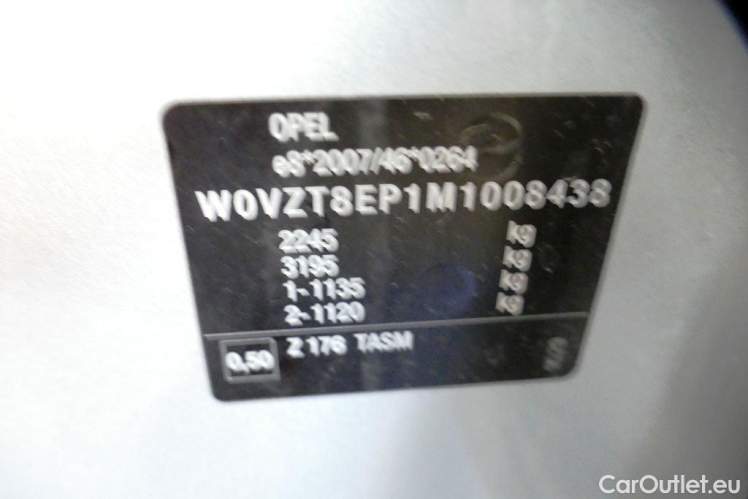 OPEL
e8*2007/46*0264
W0VZT8EP1M1008438
2245 kg
3195 kg
1-1135 kg
2-1120 kg
0,50 Z 176 TASM
CarOutlet.eu